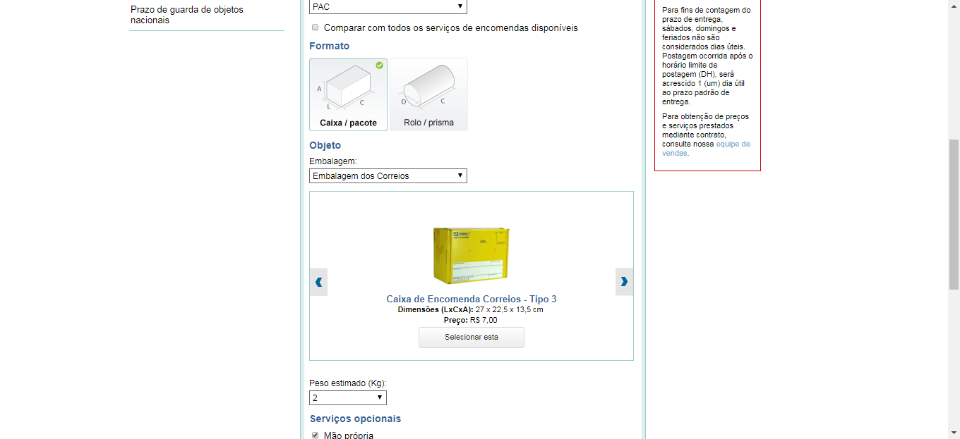 Prazo de guarda de objetos
nacionais
PAC
Comparar com todos os serviços de encomendas disponíveis
Formato
A
L
C
Caixa / pacote
D
C
Rolo / prisma
Objeto
Embalagem:
Embalagem dos Correios
Caixa de Encomenda Correios - Tipo 3
Dimensões (LxCxA): 27 x 22,5 x 13,5 cm
Preço: R$ 7,00
Selecionar esta
Peso estimado (Kg):
2
Serviços opcionais
Mão própria
Para fins de contagem do
prazo de entrega,
sábados, domingos e
feriados não são
considerados dias úteis.
Postagem ocorrida após o
horário limite de
postagem (DH), será
acrescido 1 (um) dia útil
ao prazo padrão de
entrega.
Para obtenção de preços
e serviços prestados
mediante contrato,
consulte nossa equipe de
vendas.